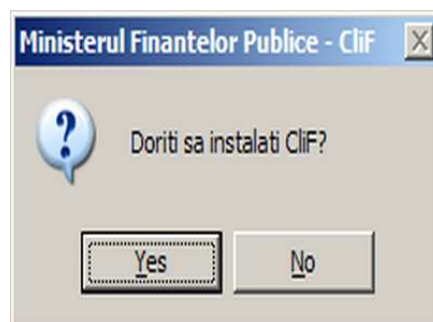 Ministerul Finantelor Publice - CliF
Doriti sa instalati CliF?
Yes No